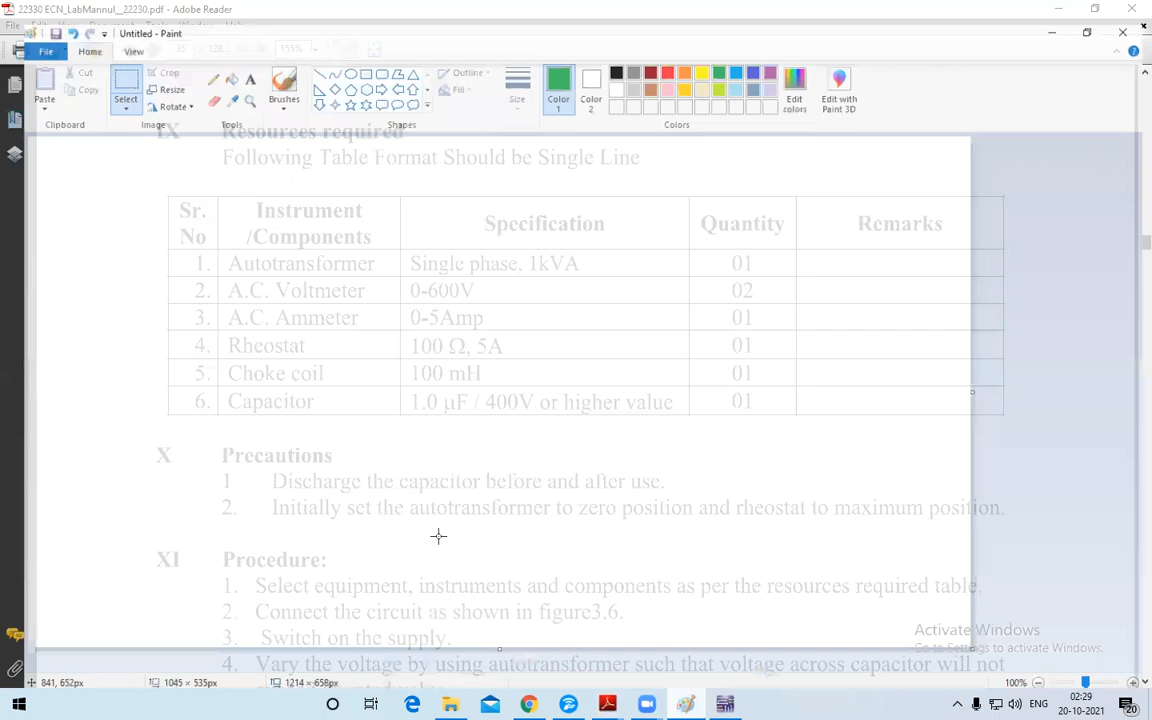 22330 ECN_LabMannul_22230.pdf - Adobe Reader
Untitled - Paint
File Home View
Paste Cut Copy
Clipboard
Select Crop Resize Rotate
Image
Tools
Brushes
Shapes
Outline Fill
Size
Color 1 Color 2
Edit colors
Edit with Paint 3D
Colors
155%
IX Resources required
Following Table Format Should be Single Line
Sr. No Instrument /Components Specification Quantity Remarks
1. Autotransformer Single phase. 1kVA 01
2. A.C. Voltmeter 0-600V 02
3. A.C. Ammeter 0-5Amp 01
4. Rheostat 100 Ω, 5A 01
5. Choke coil 100 mH 01
6. Capacitor 1.0 μF / 400V or higher value 01
X Precautions
1 Discharge the capacitor before and after use.
2. Initially set the autotransformer to zero position and rheostat to maximum position.
XI Procedure:
1. Select equipment, instruments and components as per the resources required table.
2. Connect the circuit as shown in figure3.6.
3. Switch on the supply.
4. Vary the voltage by using autotransformer such that voltage across capacitor will not
Activate Windows
Go to Settings to activate Windows.
841, 652px 1045 × 535px 1214 × 658px 100%
ENG 02:29
20-10-2021
20